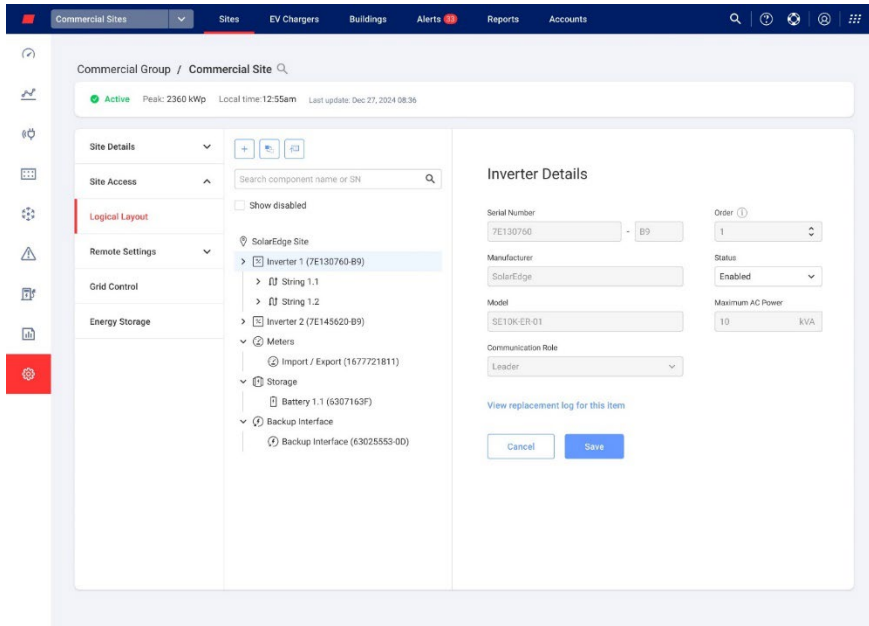 Commercial Sites
Sites EV Chargers Buildings Alerts 33 Reports Accounts
Commercial Group / Commercial Site
Active Peak: 2360 kWp Local time:12:55am Last update: Dec 27, 2024 08:36
Site Details
Site Access
Logical Layout
Remote Settings
Grid Control
Energy Storage
Search component name or SN
Show disabled
SolarEdge Site
Inverter 1 (7E130760-B9)
String 1.1
String 1.2
Inverter 2 (7E145620-B9)
Meters
Import / Export (1677721811)
Storage
Battery 1.1 (6307163F)
Backup Interface
Backup Interface (63025553-0D)
Inverter Details
Serial Number
7E130760 - B9
Order
1
Manufacturer
SolarEdge
Status
Enabled
Model
SE10K-ER-01
Maximum AC Power
10 kVA
Communication Role
Leader
View replacement log for this item
Cancel Save